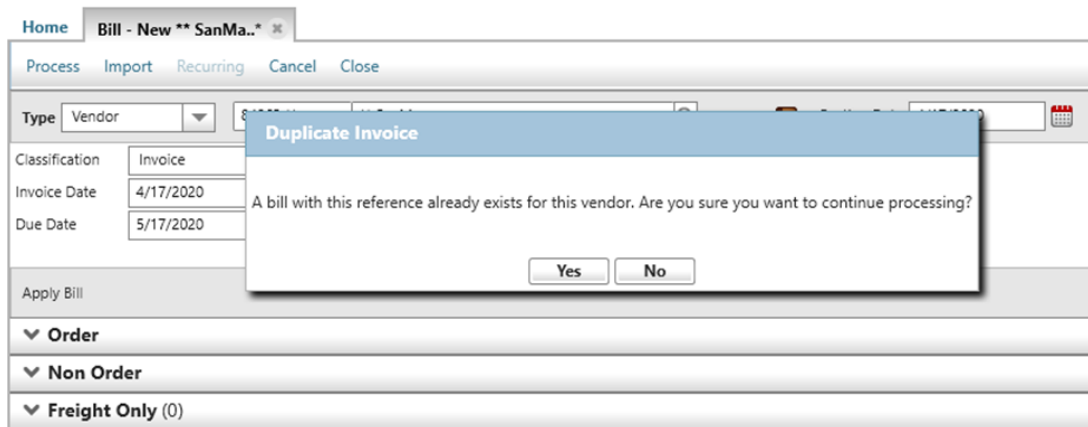 Home Bill - New ** SanMa..*
Process Import Recurring Cancel Close
Type Vendor
Duplicate Invoice
Classification Invoice
Invoice Date 4/17/2020
A bill with this reference already exists for this vendor. Are you sure you want to continue processing?
Due Date 5/17/2020
Yes No
Apply Bill
Order
Non Order
Freight Only (0)